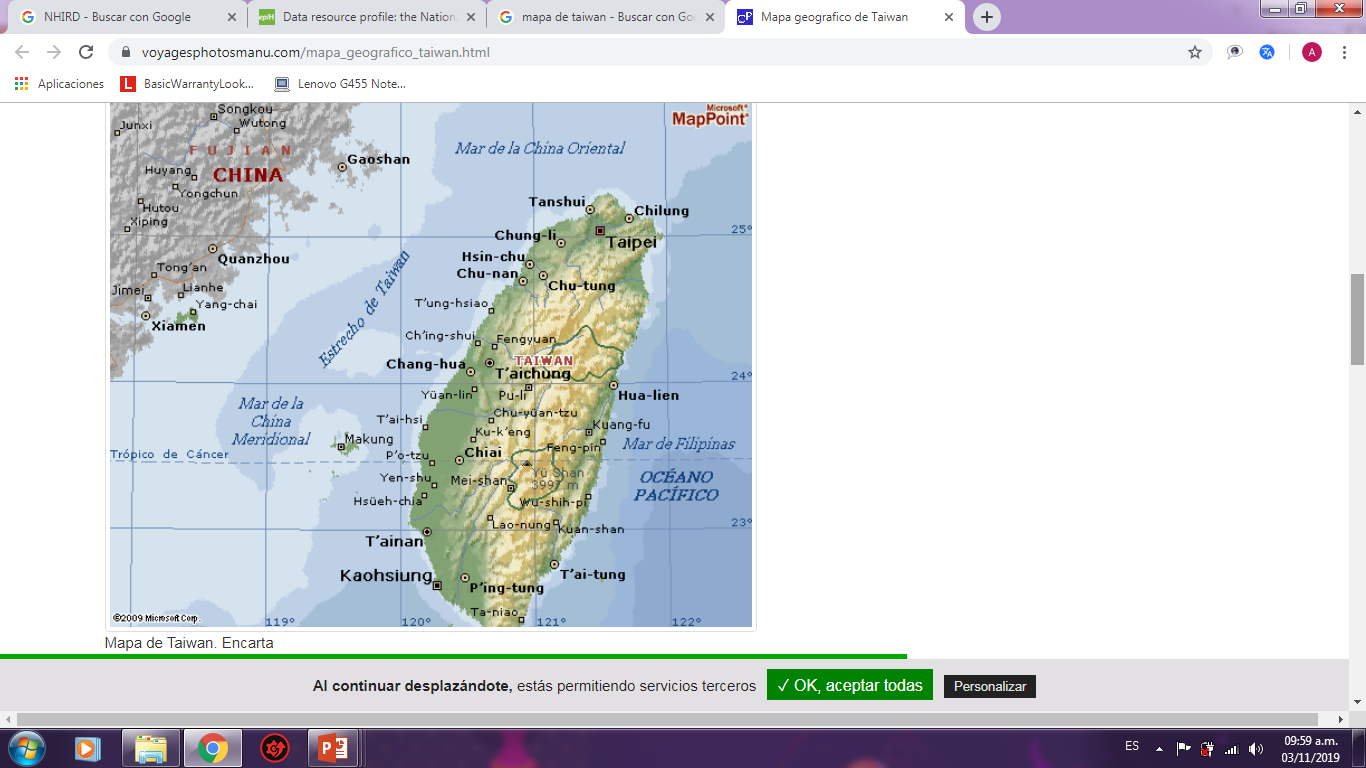 NHIRD - Buscar con Google
Data resource profile: the Nation
mapa de taiwan - Buscar con Goo
Mapa geografico de Taiwan
voyagesphotosmanu.com/mapa_geografico_taiwan.html
A
Aplicaciones
BasicWarrantyLook...
Lenovo G455 Note...
Microsoft®
MapPoint®
Songkou
Junxi
Wutong
FUJIAN
Gaoshan
Mar de la China Oriental
Huyang
CHINA
Yongchun
Hutou
Xiping
Tanshui
Chilung
Chung-li
Taipei
25°
Quanzhou
Hsin-chu
Tong'an
Chu-nan
Chu-tung
Lianhe
Jimei
Yang-chai
Xiamen
Estrecho de Taiwan
T'ung-hsiao
Ch'ing-shui
Fengyuan
Chang-hua
TAIWAN
T'aichung
24°
Yüan-lin
Pu-li
Hua-lien
Mar de la
China
Meridional
Chu-yüan-tzu
T'ai-hsi
Kuang-fu
Makung
Ku-k'eng
Feng-pin
Mar de Filipinas
Trópico de Cáncer
P'o-tzu
Chiai
Yen-shu
Mei-shan
Yü Shan
3997 m
OCÉANO
PACÍFICO
Hsüeh-chia
Wu-shih-pi
Lao-nung
Kuan-shan
23°
T'ainan
Kaohsiung
P'ing-tung
T'ai-tung
Ta-niao
©2009 Microsoft Corp.
119°
120°
121°
122°
Mapa de Taiwan. Encarta
Al continuar desplazándote, estás permitiendo servicios terceros
✓ OK, aceptar todas
Personalizar
ES
09:59 a.m.
03/11/2019